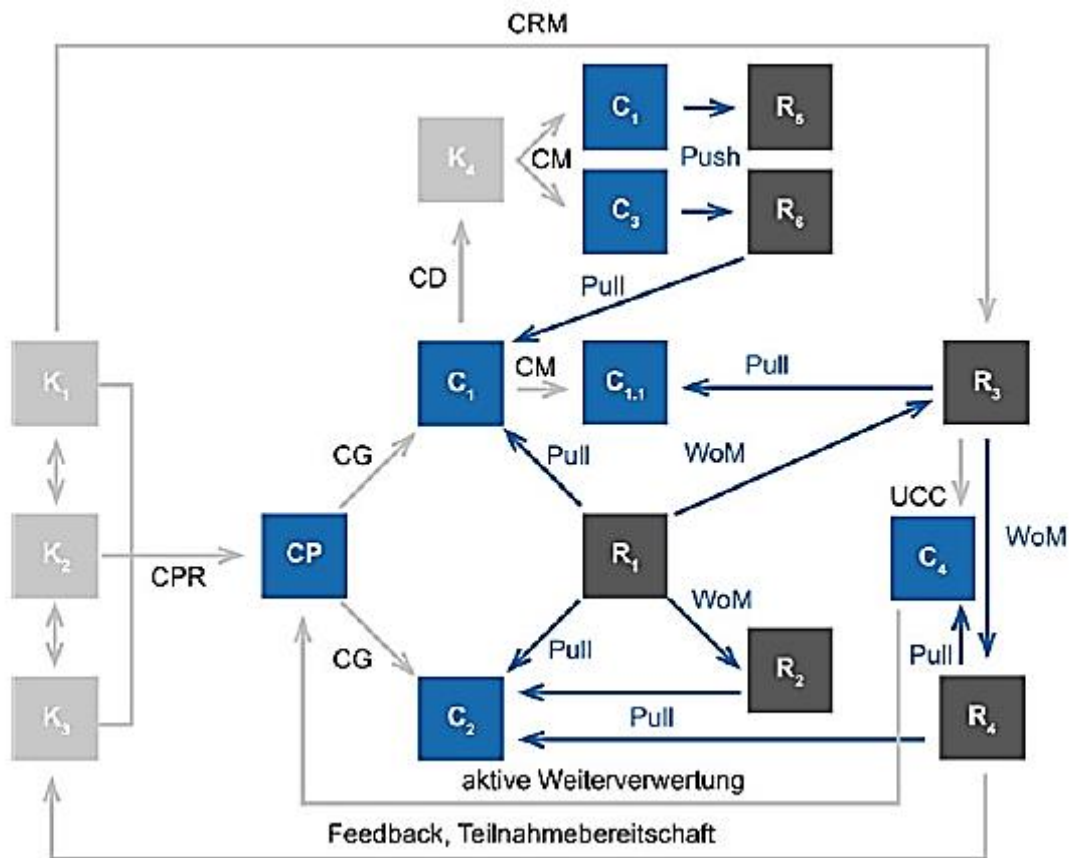 CRM
C₁
R₅
K₄
CM
Push
C₃
R₆
CD
Pull
K₁
C₁
CM
C₁.₁
Pull
R₃
CG
Pull
WoM
UCC
K₂
CPR
CP
R₁
C₄
WoM
WoM
CG
Pull
Pull
K₃
C₂
R₂
Pull
R₄
aktive Weiterverwertung
Feedback, Teilnahmebereitschaft